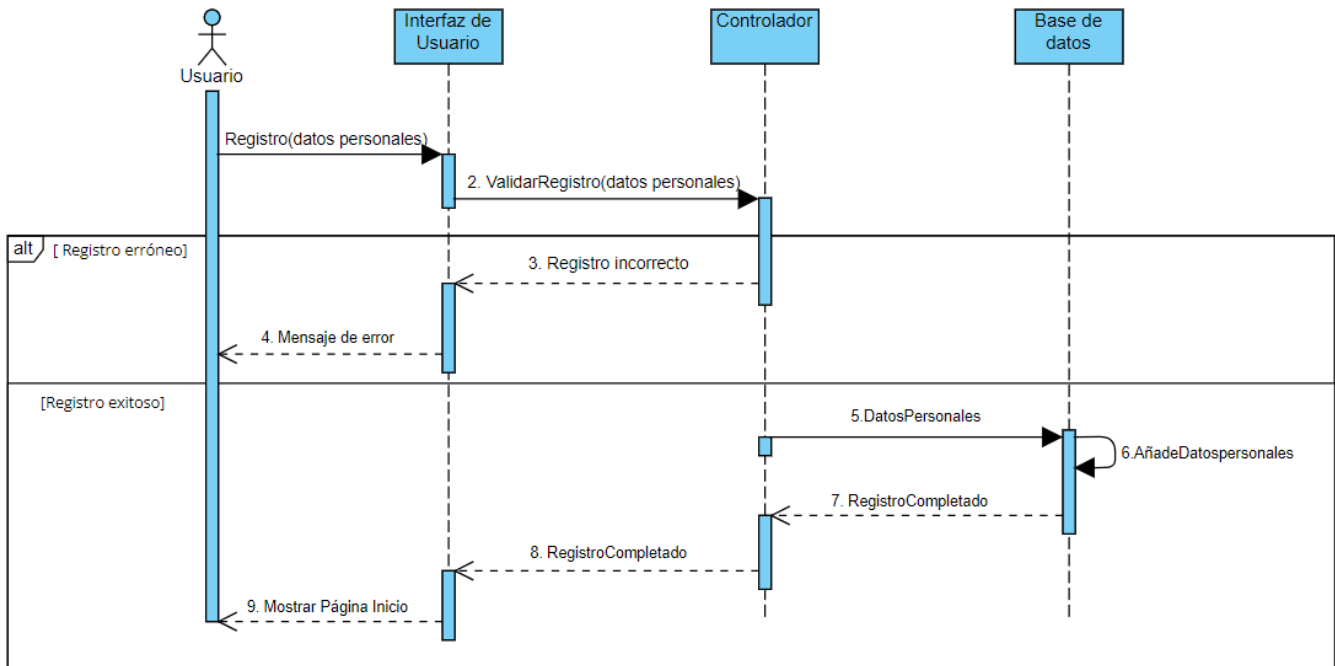 Usuario
Interfaz de
Usuario
Controlador
Base de
datos
Registro(datos personales)
2. ValidarRegistro(datos personales)
alt
[ Registro erróneo]
3. Registro incorrecto
4. Mensaje de error
[Registro exitoso]
5.DatosPersonales
6.AñadeDatospersonales
7. RegistroCompletado
8. RegistroCompletado
9. Mostrar Página Inicio